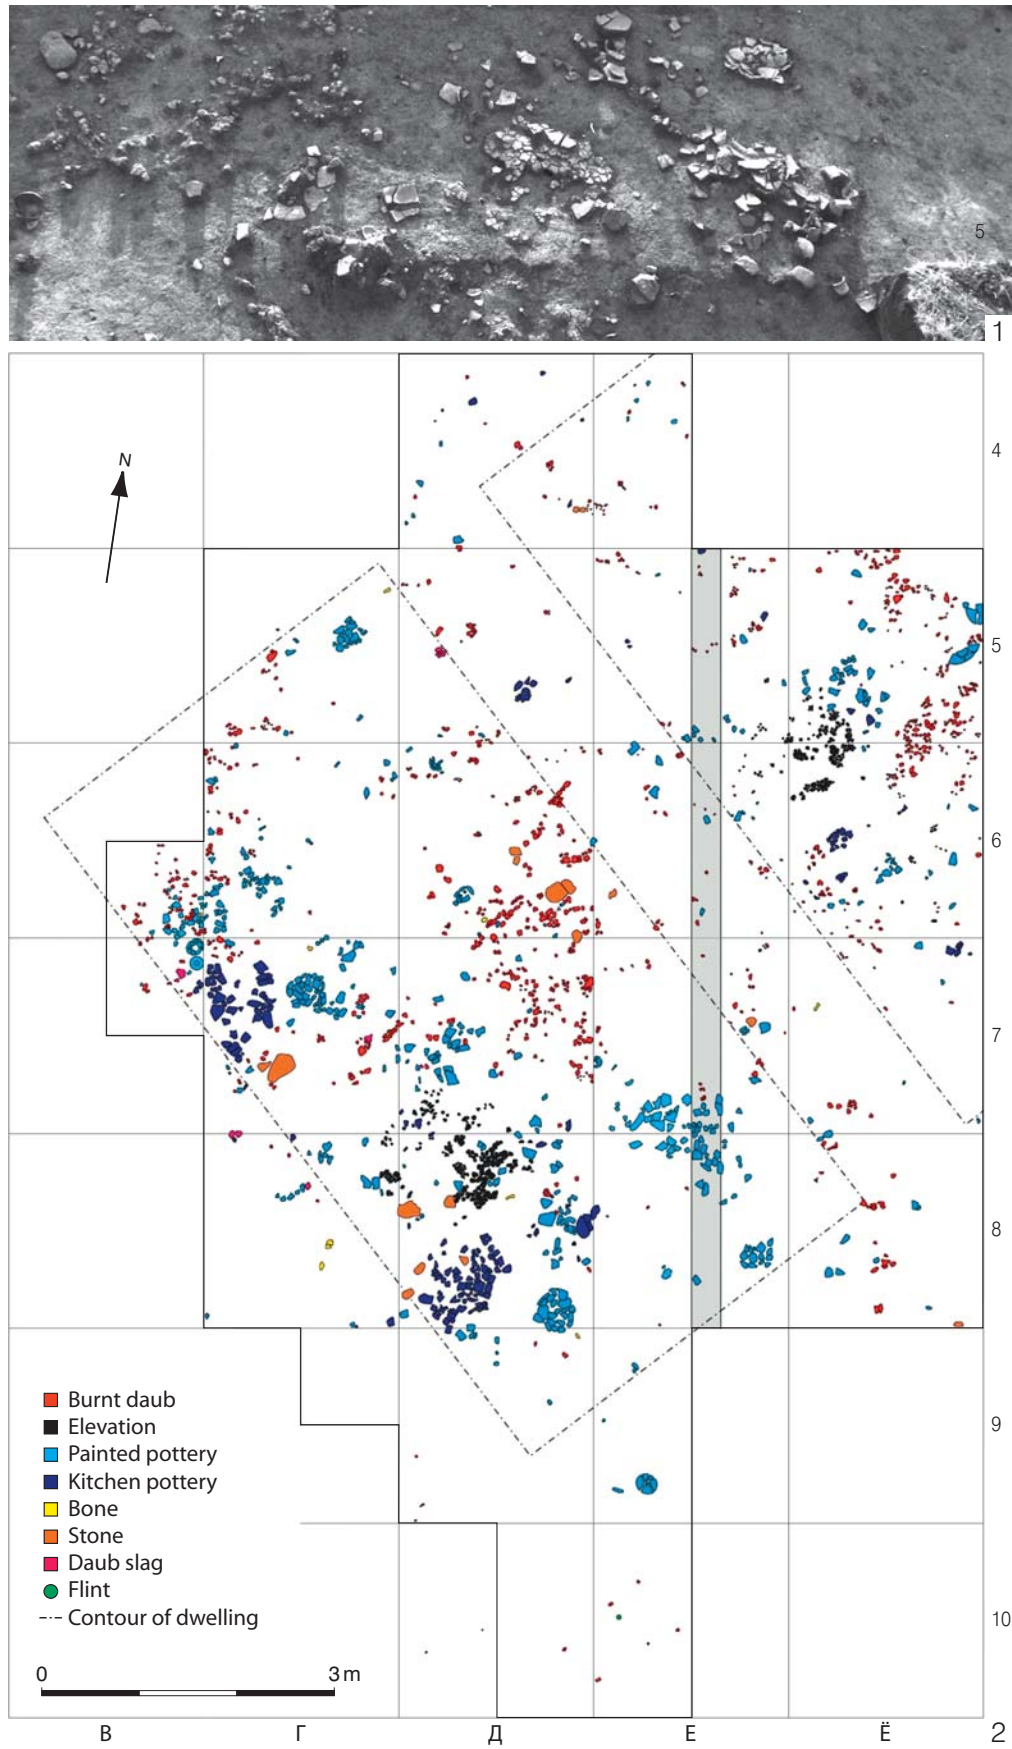 5
1
N
4
5
6
7
8
9
10
Burnt daub
Elevation
Painted pottery
Kitchen pottery
Bone
Stone
Daub slag
Flint
Contour of dwelling
0 3 m
В Г Д Е Ё 2